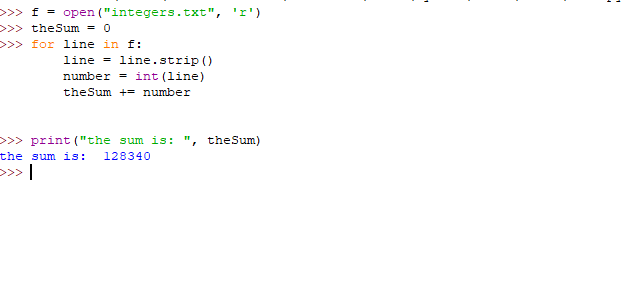 >>> f = open("integers.txt", 'r')
>>> theSum = 0
>>> for line in f:
        line = line.strip()
        number = int(line)
        theSum += number
>>> print("the sum is: ", theSum)
the sum is:  128340
>>>